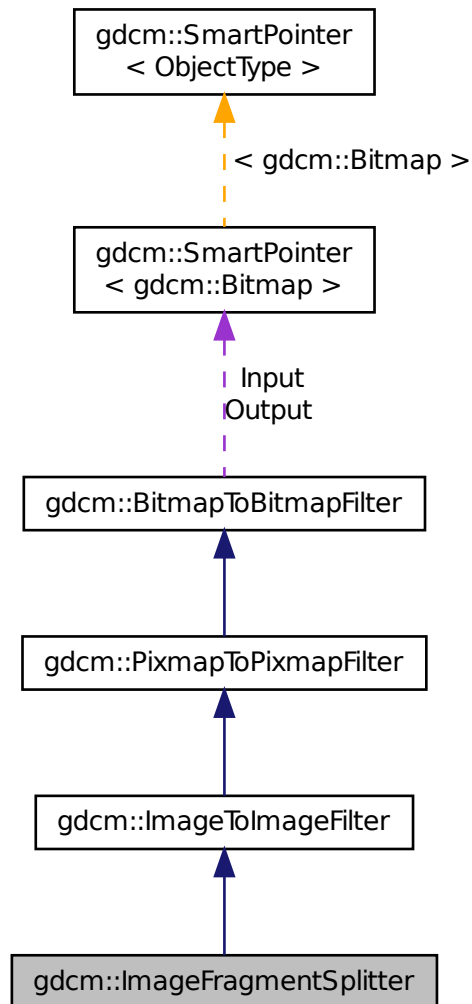 gdcm::SmartPointer
< ObjectType >
< gdcm::Bitmap >
gdcm::SmartPointer
< gdcm::Bitmap >
Input
Output
gdcm::BitmapToBitmapFilter
gdcm::PixmapToPixmapFilter
gdcm::ImageToImageFilter
gdcm::ImageFragmentSplitter